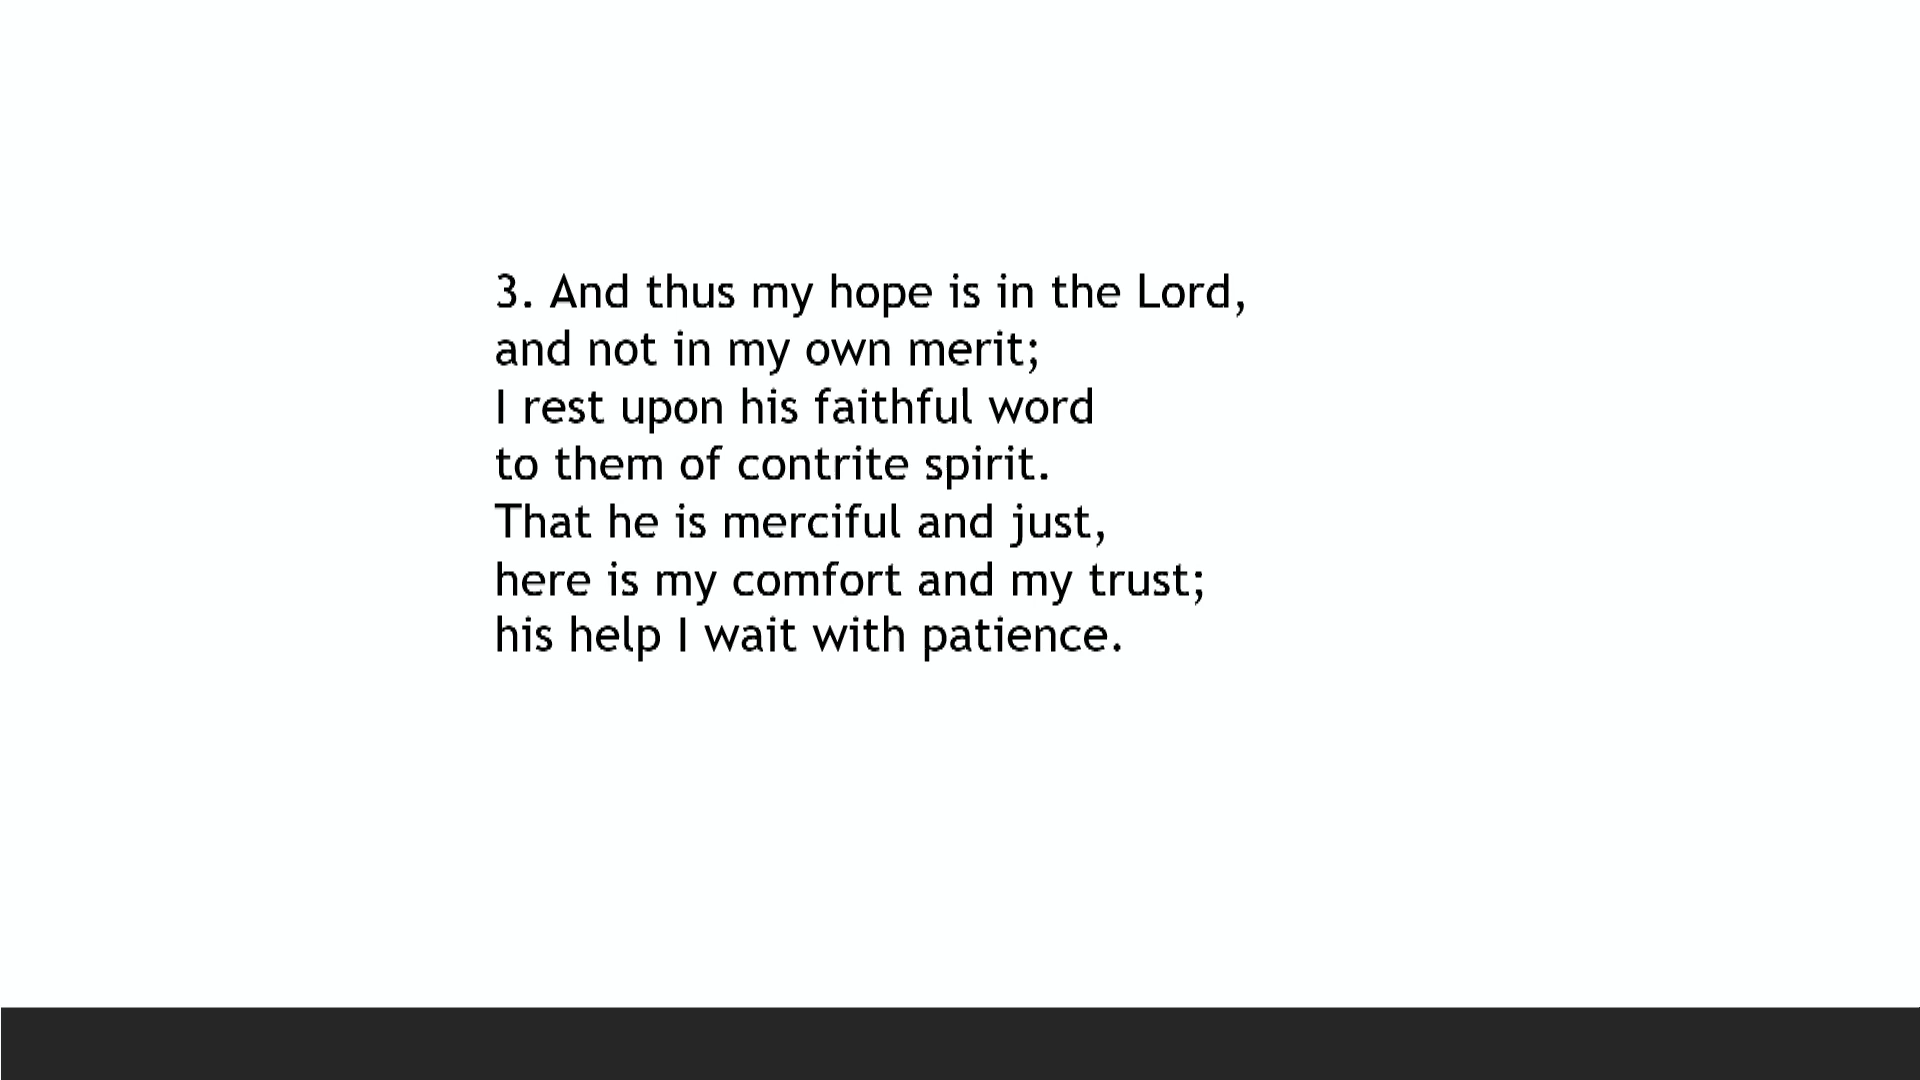 3. And thus my hope is in the Lord,
and not in my own merit;
I rest upon his faithful word
to them of contrite spirit.
That he is merciful and just,
here is my comfort and my trust;
his help I wait with patience.